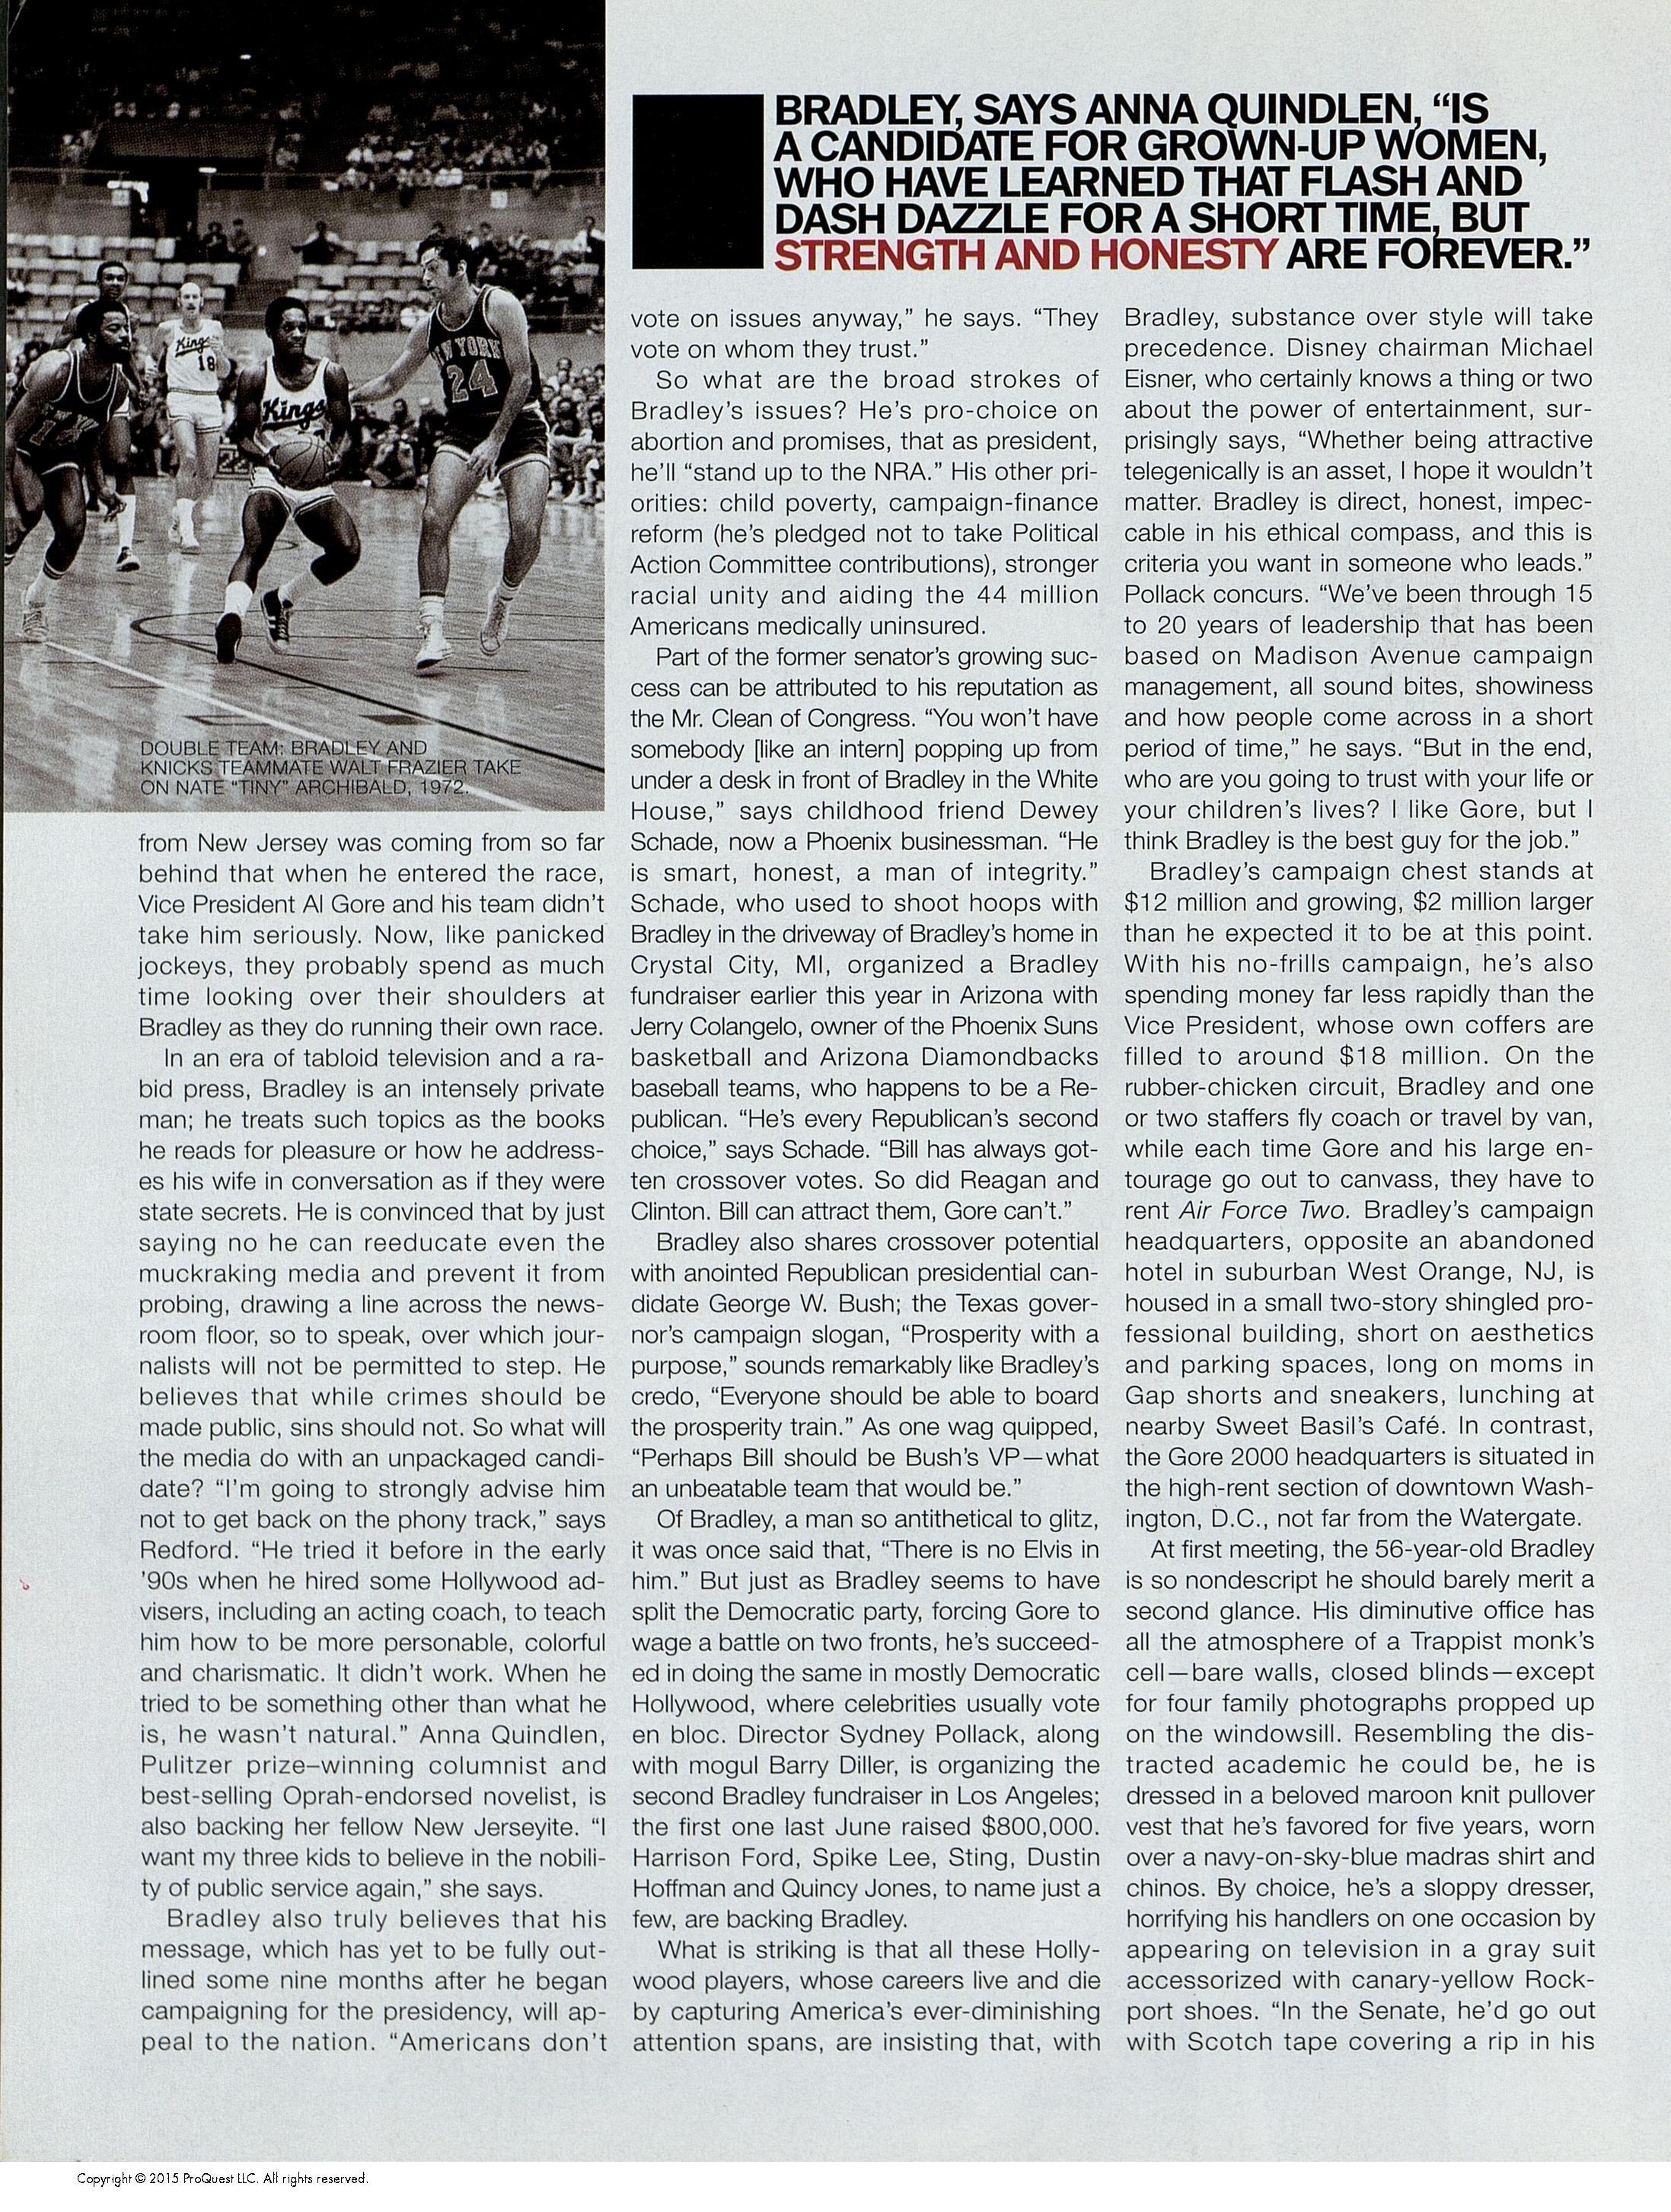 BRADLEY, SAYS ANNA QUINDLEN, “IS
A CANDIDATE FOR GROWN-UP WOMEN,
WHO HAVE LEARNED THAT FLASH AND
DASH DAZZLE FOR A SHORT TIME, BUT
STRENGTH AND HONESTY ARE FOREVER.”
Kings
18
Kings
NEW YORK
24
DOUBLE TEAM: BRADLEY AND
KNICKS TEAMMATE WALT FRAZIER TAKE
ON NATE “TINY” ARCHIBALD, 1972.
from New Jersey was coming from so far
behind that when he entered the race,
Vice President Al Gore and his team didn’t
take him seriously. Now, like panicked
jockeys, they probably spend as much
time looking over their shoulders at
Bradley as they do running their own race.
In an era of tabloid television and a ra-
bid press, Bradley is an intensely private
man; he treats such topics as the books
he reads for pleasure or how he address-
es his wife in conversation as if they were
state secrets. He is convinced that by just
saying no he can reeducate even the
muckraking media and prevent it from
probing, drawing a line across the news-
room floor, so to speak, over which jour-
nalists will not be permitted to step. He
believes that while crimes should be
made public, sins should not. So what will
the media do with an unpackaged candi-
date? “I’m going to strongly advise him
not to get back on the phony track,” says
Redford. “He tried it before in the early
’90s when he hired some Hollywood ad-
visers, including an acting coach, to teach
him how to be more personable, colorful
and charismatic. It didn’t work. When he
tried to be something other than what he
is, he wasn’t natural.” Anna Quindlen,
Pulitzer prize–winning columnist and
best-selling Oprah-endorsed novelist, is
also backing her fellow New Jerseyite. “I
want my three kids to believe in the nobili-
ty of public service again,” she says.
Bradley also truly believes that his
message, which has yet to be fully out-
lined some nine months after he began
campaigning for the presidency, will ap-
peal to the nation. “Americans don’t
vote on issues anyway,” he says. “They
vote on whom they trust.”
So what are the broad strokes of
Bradley’s issues? He’s pro-choice on
abortion and promises, that as president,
he’ll “stand up to the NRA.” His other pri-
orities: child poverty, campaign-finance
reform (he’s pledged not to take Political
Action Committee contributions), stronger
racial unity and aiding the 44 million
Americans medically uninsured.
Part of the former senator’s growing suc-
cess can be attributed to his reputation as
the Mr. Clean of Congress. “You won’t have
somebody [like an intern] popping up from
under a desk in front of Bradley in the White
House,” says childhood friend Dewey
Schade, now a Phoenix businessman. “He
is smart, honest, a man of integrity.”
Schade, who used to shoot hoops with
Bradley in the driveway of Bradley’s home in
Crystal City, MI, organized a Bradley
fundraiser earlier this year in Arizona with
Jerry Colangelo, owner of the Phoenix Suns
basketball and Arizona Diamondbacks
baseball teams, who happens to be a Re-
publican. “He’s every Republican’s second
choice,” says Schade. “Bill has always got-
ten crossover votes. So did Reagan and
Clinton. Bill can attract them, Gore can’t.”
Bradley also shares crossover potential
with anointed Republican presidential can-
didate George W. Bush; the Texas gover-
nor’s campaign slogan, “Prosperity with a
purpose,” sounds remarkably like Bradley’s
credo, “Everyone should be able to board
the prosperity train.” As one wag quipped,
“Perhaps Bill should be Bush’s VP—what
an unbeatable team that would be.”
Of Bradley, a man so antithetical to glitz,
it was once said that, “There is no Elvis in
him.” But just as Bradley seems to have
split the Democratic party, forcing Gore to
wage a battle on two fronts, he’s succeed-
ed in doing the same in mostly Democratic
Hollywood, where celebrities usually vote
en bloc. Director Sydney Pollack, along
with mogul Barry Diller, is organizing the
second Bradley fundraiser in Los Angeles;
the first one last June raised $800,000.
Harrison Ford, Spike Lee, Sting, Dustin
Hoffman and Quincy Jones, to name just a
few, are backing Bradley.
What is striking is that all these Holly-
wood players, whose careers live and die
by capturing America’s ever-diminishing
attention spans, are insisting that, with
Bradley, substance over style will take
precedence. Disney chairman Michael
Eisner, who certainly knows a thing or two
about the power of entertainment, sur-
prisingly says, “Whether being attractive
telegenically is an asset, I hope it wouldn’t
matter. Bradley is direct, honest, impec-
cable in his ethical compass, and this is
criteria you want in someone who leads.”
Pollack concurs. “We’ve been through 15
to 20 years of leadership that has been
based on Madison Avenue campaign
management, all sound bites, showiness
and how people come across in a short
period of time,” he says. “But in the end,
who are you going to trust with your life or
your children’s lives? I like Gore, but I
think Bradley is the best guy for the job.”
Bradley’s campaign chest stands at
$12 million and growing, $2 million larger
than he expected it to be at this point.
With his no-frills campaign, he’s also
spending money far less rapidly than the
Vice President, whose own coffers are
filled to around $18 million. On the
rubber-chicken circuit, Bradley and one
or two staffers fly coach or travel by van,
while each time Gore and his large en-
tourage go out to canvass, they have to
rent Air Force Two. Bradley’s campaign
headquarters, opposite an abandoned
hotel in suburban West Orange, NJ, is
housed in a small two-story shingled pro-
fessional building, short on aesthetics
and parking spaces, long on moms in
Gap shorts and sneakers, lunching at
nearby Sweet Basil’s Café. In contrast,
the Gore 2000 headquarters is situated in
the high-rent section of downtown Wash-
ington, D.C., not far from the Watergate.
At first meeting, the 56-year-old Bradley
is so nondescript he should barely merit a
second glance. His diminutive office has
all the atmosphere of a Trappist monk’s
cell—bare walls, closed blinds—except
for four family photographs propped up
on the windowsill. Resembling the dis-
tracted academic he could be, he is
dressed in a beloved maroon knit pullover
vest that he’s favored for five years, worn
over a navy-on-sky-blue madras shirt and
chinos. By choice, he’s a sloppy dresser,
horrifying his handlers on one occasion by
appearing on television in a gray suit
accessorized with canary-yellow Rock-
port shoes. “In the Senate, he’d go out
with Scotch tape covering a rip in his
Copyright © 2015 ProQuest LLC. All rights reserved.